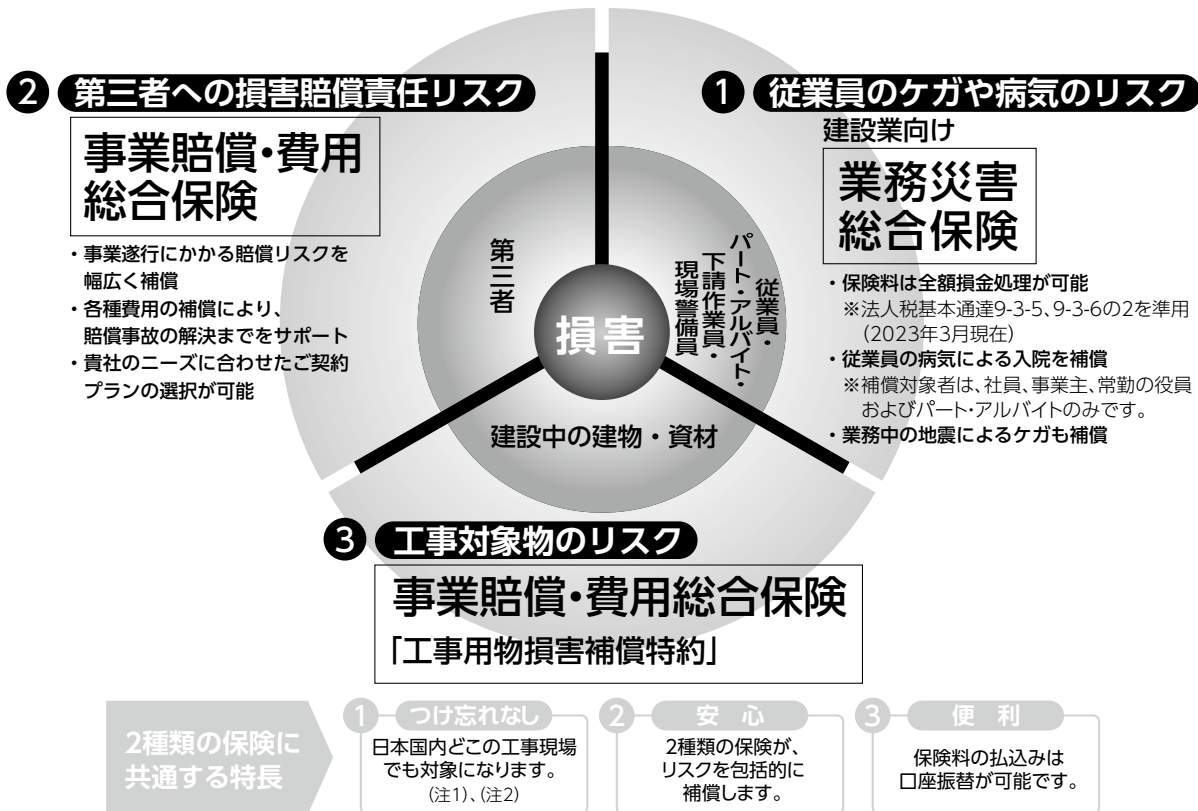 ② 第三者への損害賠償責任リスク
事業賠償・費用
総合保険
・事業遂行にかかる賠償リスクを
幅広く補償
・各種費用の補償により、
賠償事故の解決までをサポート
・貴社のニーズに合わせたご契約
プランの選択が可能
① 従業員のケガや病気のリスク
建設業向け
業務災害
総合保険
・保険料は全額損金処理が可能
※法人税基本通達9-3-5、9-3-6の2を準用
（2023年3月現在）
・従業員の病気による入院を補償
※補償対象者は、社員、事業主、常勤の役員
およびパート・アルバイトのみです。
・業務中の地震によるケガも補償
第三者
従業員・
パート・アルバイト・
下請作業員・
現場警備員
損害
建設中の建物・資材
③ 工事対象物のリスク
事業賠償・費用総合保険
「工事用物損害補償特約」
2種類の保険に
共通する特長
① つけ忘れなし
日本国内どこの工事現場
でも対象になります。
（注1）、（注2）
② 安 心
2種類の保険が、
リスクを包括的に
補償します。
③ 便 利
保険料の払込みは
口座振替が可能です。